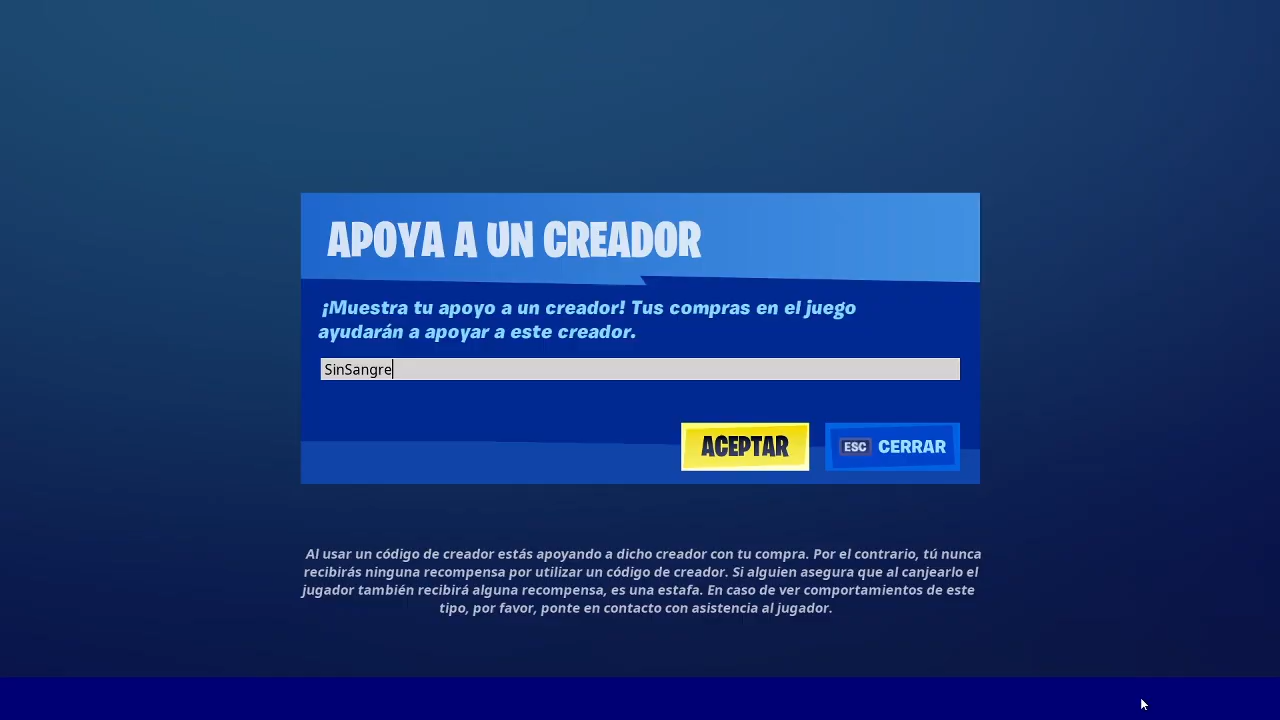 APOYA A UN CREADOR
¡Muestra tu apoyo a un creador! Tus compras en el juego
ayudarán a apoyar a este creador.
SinSangre
ACEPTAR
ESC CERRAR
Al usar un código de creador estás apoyando a dicho creador con tu compra. Por el contrario, tú nunca
recibirás ninguna recompensa por utilizar un código de creador. Si alguien asegura que al canjearlo el
jugador también recibirá alguna recompensa, es una estafa. En caso de ver comportamientos de este
tipo, por favor, ponte en contacto con asistencia al jugador.